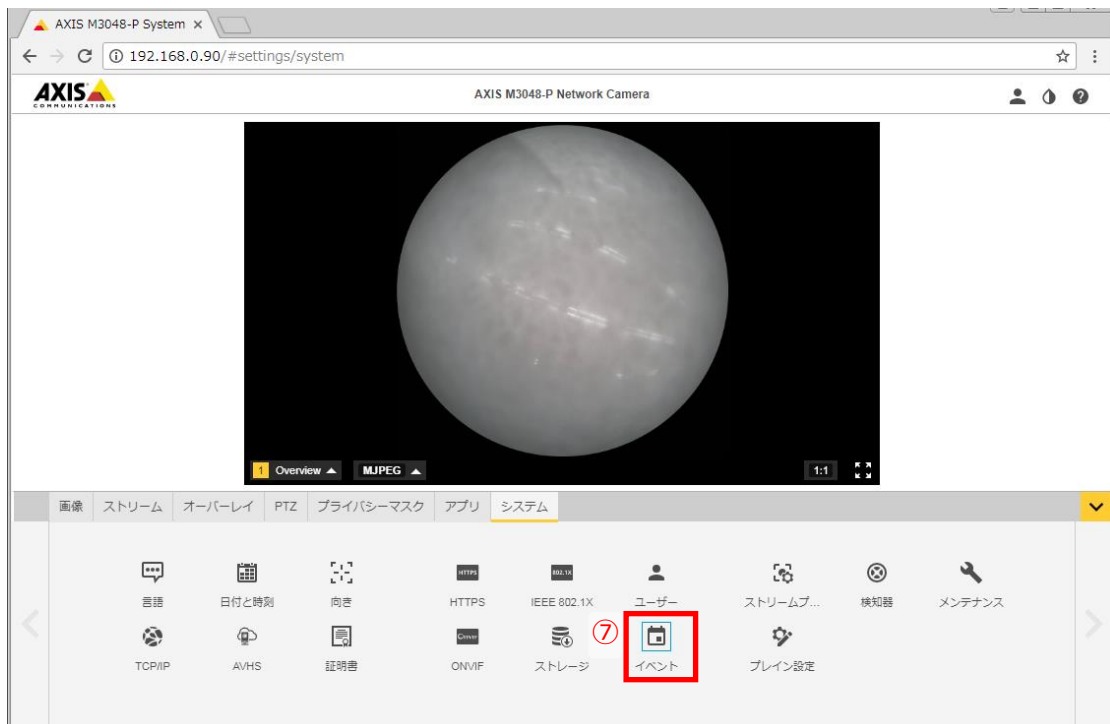 AXIS M3048-P System
192.168.0.90/#settings/system
AXIS COMMUNICATIONS
AXIS M3048-P Network Camera
1 Overview
MJPEG
1:1
画像 ストリーム オーバーレイ PTZ プライバシーマスク アプリ システム
HTTPS 802.1X
言語 日付と時刻 向き HTTPS IEEE 802.1X ユーザー ストリームプ... 検知器 メンテナンス
⑦
TCP/IP AVHS 証明書 ONVIF ストレージ イベント プレイン設定